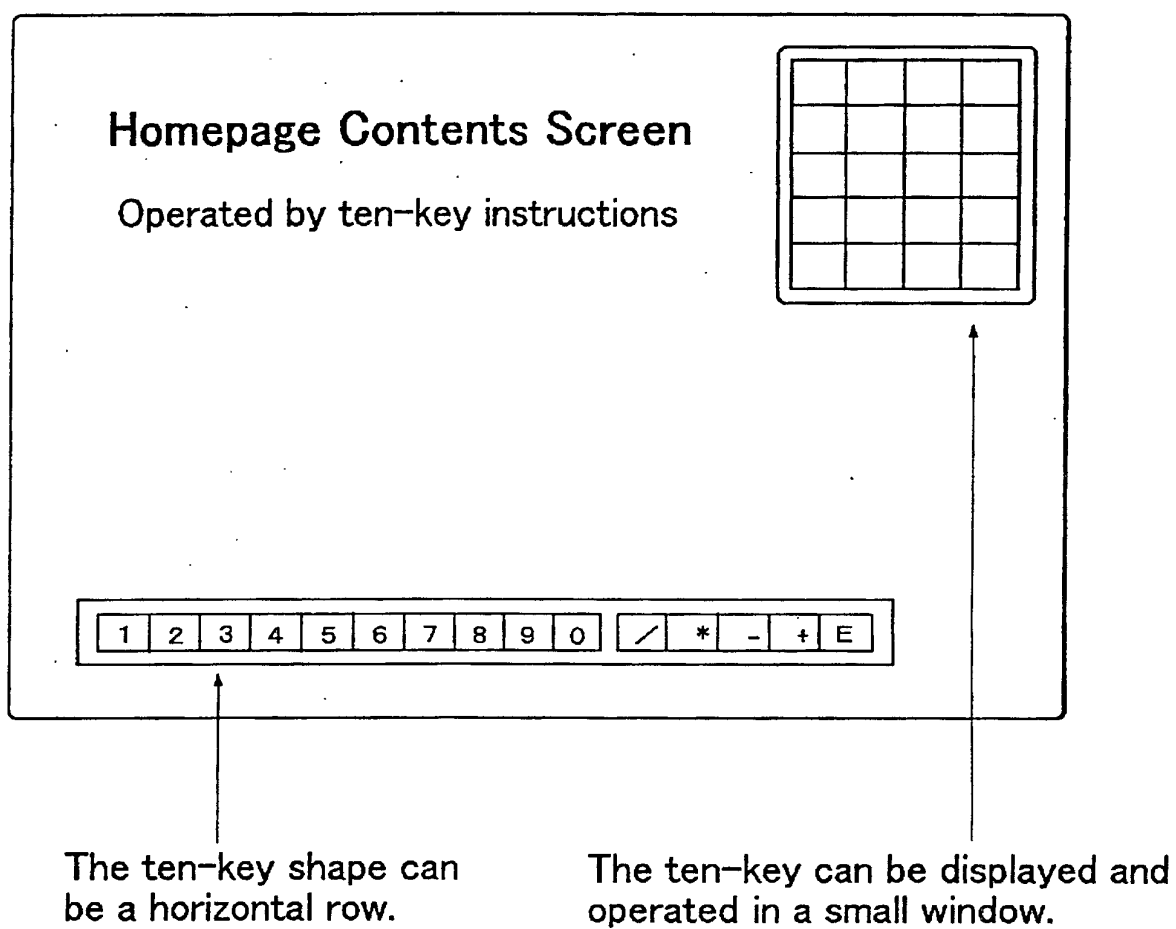 Homepage Contents Screen
Operated by ten-key instructions
1 2 3 4 5 6 7 8 9 0 / * - + E
The ten-key shape can
be a horizontal row.
The ten-key can be displayed and
operated in a small window.